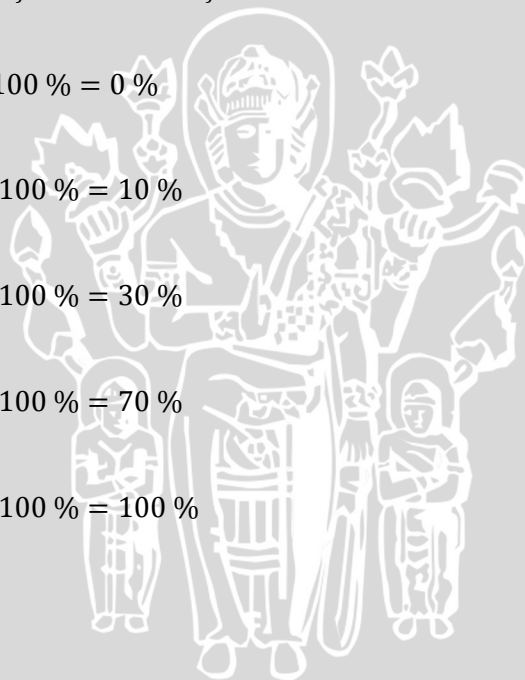 100 % = 0 %
100 % = 10 %
100 % = 30 %
100 % = 70 %
100 % = 100 %